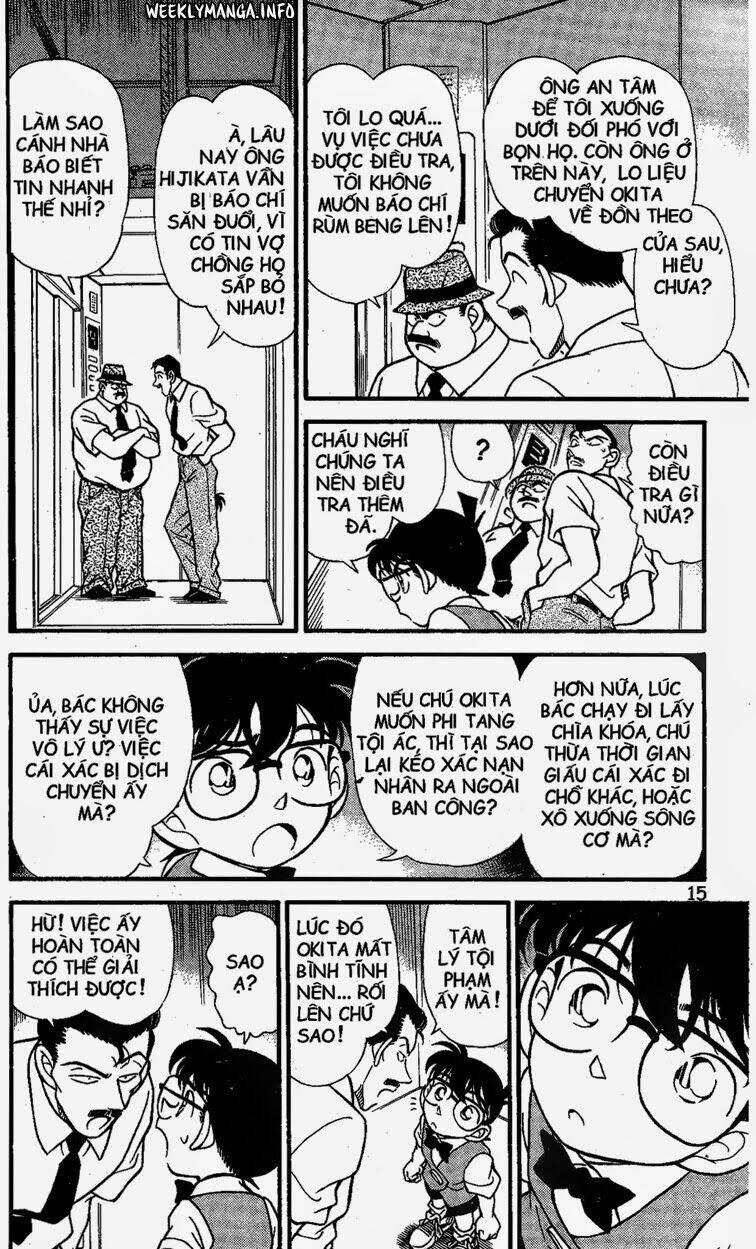 WEEKLYMANGA.INFO
LÀM SAO
CÁNH NHÀ
BÁO BIẾT
TIN NHANH
THẾ NHỈ?
À, LÂU
NAY ÔNG
HIJIKATA VẪN
BỊ BÁO CHÍ
SĂN ĐUỔI, VÌ
CÓ TIN VỢ
CHỒNG HỌ
SẮP BỎ
NHAU!
TÔI LO QUÁ...
VỤ VIỆC CHƯA
ĐƯỢC ĐIỀU TRA,
TÔI KHÔNG
MUỐN BÁO CHÍ
RÙM BENG LÊN!
ÔNG AN TÂM
ĐỂ TÔI XUỐNG
DƯỚI ĐỐI PHÓ VỚI
BỌN HỌ. CÒN ÔNG Ở
TRÊN NÀY, LO LIỆU
CHUYỂN OKITA
VỀ ĐỒN THEO
CỬA SAU,
HIỂU
CHƯA?
CHÁU NGHĨ
CHÚNG TA
NÊN ĐIỀU
TRA THÊM
ĐÃ.
?
CÒN
ĐIỀU
TRA GÌ
NỮA?
ỦA, BÁC KHÔNG
THẤY SỰ VIỆC
VÔ LÝ Ư? VIỆC
CÁI XÁC BỊ DỊCH
CHUYỂN ẤY
MÀ?
NẾU CHÚ OKITA
MUỐN PHI TANG
TỘI ÁC, THÌ TẠI SAO
LẠI KÉO XÁC NẠN
NHÂN RA NGOÀI
BAN CÔNG?
HƠN NỮA, LÚC
BÁC CHẠY ĐI LẤY
CHÌA KHÓA, CHÚ
THỪA THỜI GIAN
GIẤU CÁI XÁC ĐI
CHỖ KHÁC, HOẶC
XÔ XUỐNG SÔNG
CƠ MÀ?
15
HỪ! VIỆC ẤY
HOÀN TOÀN
CÓ THỂ GIẢI
THÍCH ĐƯỢC!
SAO
Ạ?
LÚC ĐÓ
OKITA MẤT
BÌNH TĨNH
NÊN... RỐI
LÊN CHỨ
SAO!
TÂM
LÝ TỘI
PHẠM
ẤY MÀ!